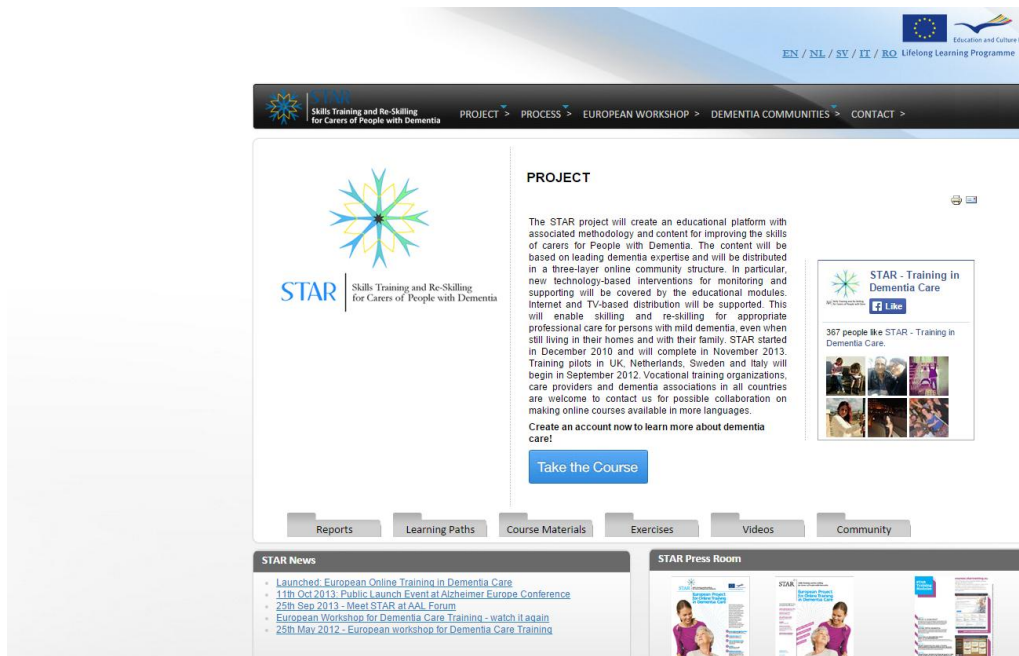 Education and Culture
EN / NL / SV / IT / RO Lifelong Learning Programme
STAR
Skills Training and Re-Skilling
for Carers of People with Dementia
PROJECT > PROCESS > EUROPEAN WORKSHOP > DEMENTIA COMMUNITIES > CONTACT >
STAR
Skills Training and Re-Skilling
for Carers of People with Dementia
PROJECT
The STAR project will create an educational platform with
associated methodology and content for improving the skills
of carers for People with Dementia. The content will be
based on leading dementia expertise and will be distributed
in a three-layer online community structure. In particular,
new technology-based interventions for monitoring and
supporting will be covered by the educational modules.
Internet and TV-based distribution will be supported. This
will enable skilling and re-skilling for appropriate
professional care for persons with mild dementia, even when
still living in their homes and with their family. STAR started
in December 2010 and will complete in November 2013.
Training pilots in UK, Netherlands, Sweden and Italy will
begin in September 2012. Vocational training organizations,
care providers and dementia associations in all countries
are welcome to contact us for possible collaboration on
making online courses available in more languages.
Create an account now to learn more about dementia
care!
Take the Course
STAR - Training in
Dementia Care
Like
367 people like STAR - Training in
Dementia Care.
Reports
Learning Paths
Course Materials
Exercises
Videos
Community
STAR News
Launched: European Online Training in Dementia Care
11th Oct 2013: Public Launch Event at Alzheimer Europe Conference
25th Sep 2013 - Meet STAR at AAL Forum
European Workshop for Dementia Care Training - watch it again
25th May 2012 - European workshop for Dementia Care Training
STAR Press Room
European Project
for Online Training
in Dementia Care
STAR
European Project
for Online Training
in Dementia Care